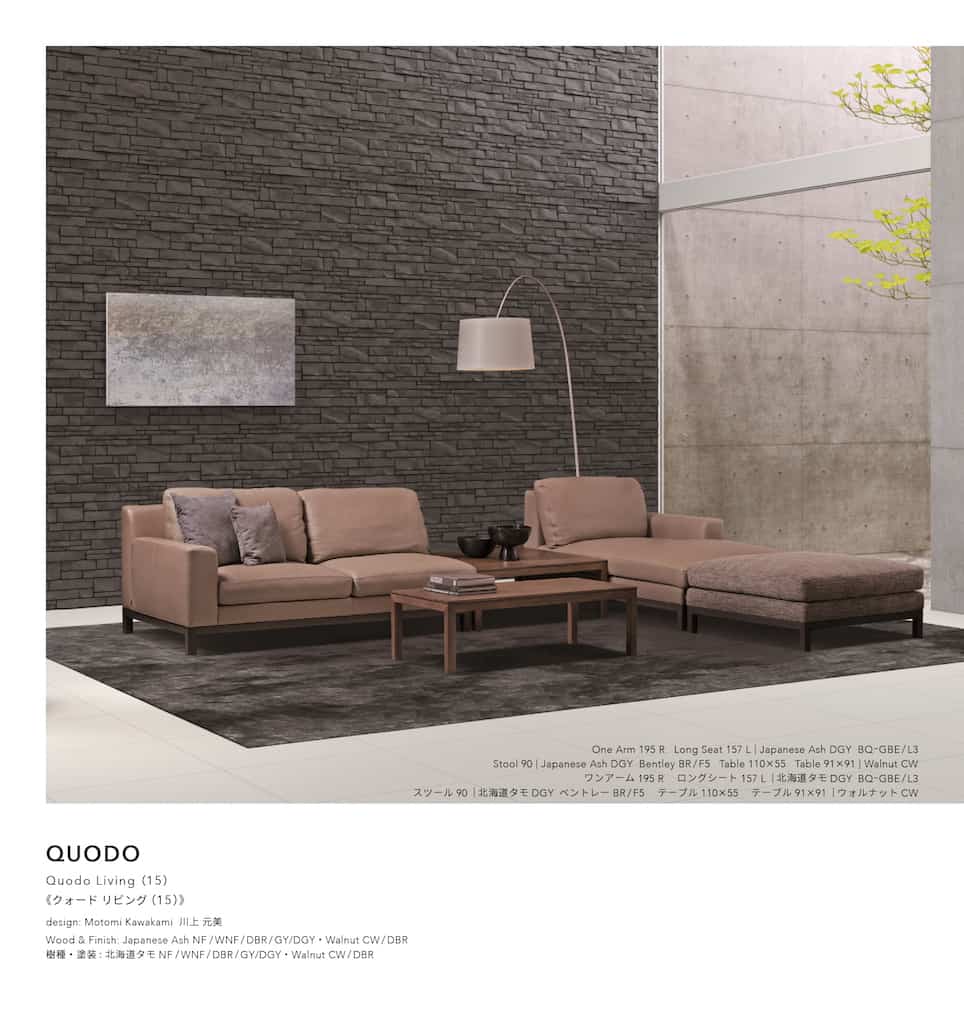 One Arm 195 R   Long Seat 157 L | Japanese Ash DGY  BQ-GBE/L3
Stool 90 | Japanese Ash DGY  Bentley BR/F5   Table 110×55   Table 91×91 | Walnut CW
ワンアーム 195 R   ロングシート 157 L | 北海道タモ DGY  BQ-GBE/L3
スツール 90 | 北海道タモ DGY  ベントレー BR/F5   テーブル 110×55   テーブル 91×91 | ウォルナット CW
QUODO
Quodo Living (15)
《クォード リビング (15)》
design: Motomi Kawakami  川上 元美
Wood & Finish: Japanese Ash NF/WNF/DBR/GY/DGY・Walnut CW/DBR
樹種・塗装 : 北海道タモ NF/WNF/DBR/GY/DGY・Walnut CW/DBR